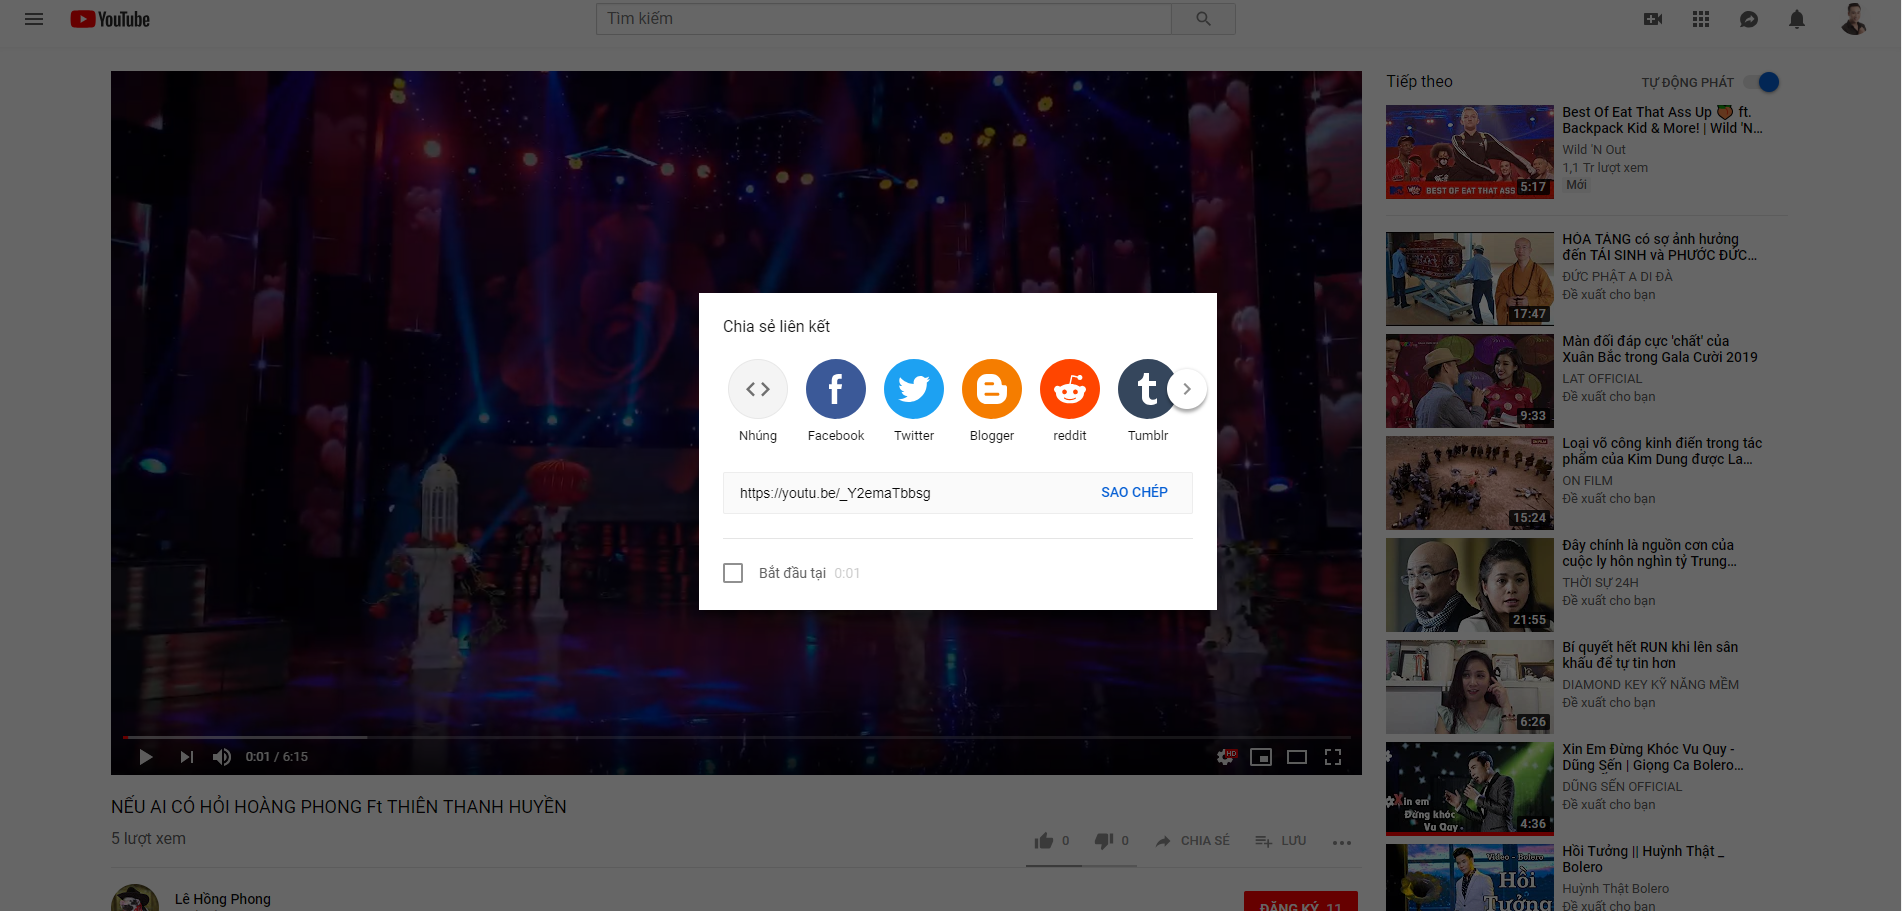 YouTube
Tìm kiếm
Tiếp theo
TỰ ĐỘNG PHÁT
Best Of Eat That Ass Up 🍑 ft.
Backpack Kid & More! | Wild 'N...
Wild 'N Out
1,1 Tr lượt xem
Mới
BEST OF EAT THAT ASS
5:17
HỎA TÁNG có sợ ảnh hưởng
đến TÁI SINH và PHƯỚC ĐỨC...
ĐỨC PHẬT A DI ĐÀ
Đề xuất cho bạn
17:47
Màn đối đáp cực 'chất' của
Xuân Bắc trong Gala Cười 2019
LAT OFFICIAL
Đề xuất cho bạn
9:33
Loại võ công kinh điển trong tác
phẩm của Kim Dung được La...
ON FILM
Đề xuất cho bạn
15:24
Đây chính là nguồn cơn của
cuộc ly hôn nghìn tỷ Trung...
THỜI SỰ 24H
Đề xuất cho bạn
21:55
Bí quyết hết RUN khi lên sân
khấu để tự tin hơn
DIAMOND KEY KỸ NĂNG MỀM
Đề xuất cho bạn
6:26
Xin Em Đừng Khóc Vu Quy -
Dũng Sến | Giọng Ca Bolero...
DŨNG SẾN OFFICIAL
Đề xuất cho bạn
Xin em
Đừng khóc
Vu Quy -
4:36
Hồi Tưởng || Huỳnh Thật _
Bolero
Huỳnh Thật Bolero
Đề xuất cho bạn
Video - Bolero
Hồi
Tưởng
Chia sẻ liên kết
Nhúng
Facebook
Twitter
Blogger
reddit
Tumblr
https://youtu.be/_Y2emaTbbsg
SAO CHÉP
Bắt đầu tại 0:01
0:01 / 6:15
HD
NẾU AI CÓ HỎI HOÀNG PHONG Ft THIÊN THANH HUYỀN
5 lượt xem
0
0
CHIA SẺ
LƯU
Lê Hồng Phong
ĐĂNG KÝ 11